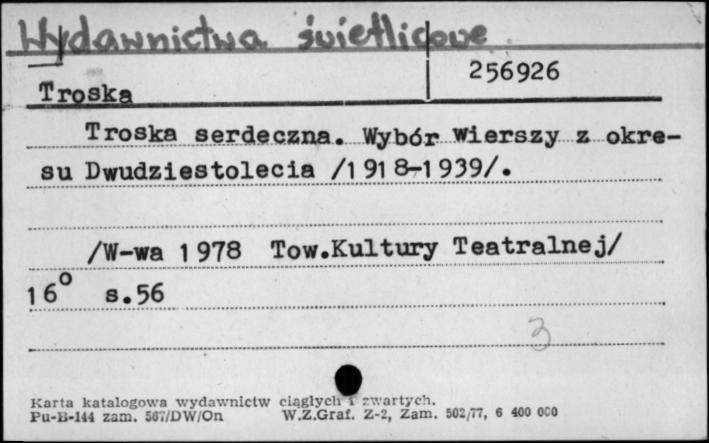 Wydawnictwa świetlicowe
256926
Troska
Troska serdeczna. Wybór wierszy z okre-
su Dwudziestolecia /1918-1939/.
/W-wa 1978 Tow.Kultury Teatralnej/
16° s.56
3
Karta katalogowa wydawnictw ciągłych i zwartych.
Pu-B-144 zam. 567/DW/On W.Z.Graf. Z-2, Zam. 502/77, 6 400 000